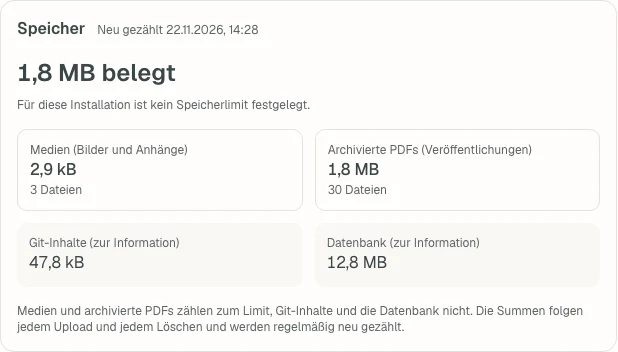 Speicher Neu gezählt 22.11.2026, 14:28
1,8 MB belegt
Für diese Installation ist kein Speicherlimit festgelegt.
Medien (Bilder und Anhänge)
2,9 kB
3 Dateien
Archivierte PDFs (Veröffentlichungen)
1,8 MB
30 Dateien
Git-Inhalte (zur Information)
47,8 kB
Datenbank (zur Information)
12,8 MB
Medien und archivierte PDFs zählen zum Limit, Git-Inhalte und die Datenbank nicht. Die Summen folgen
jedem Upload und jedem Löschen und werden regelmäßig neu gezählt.